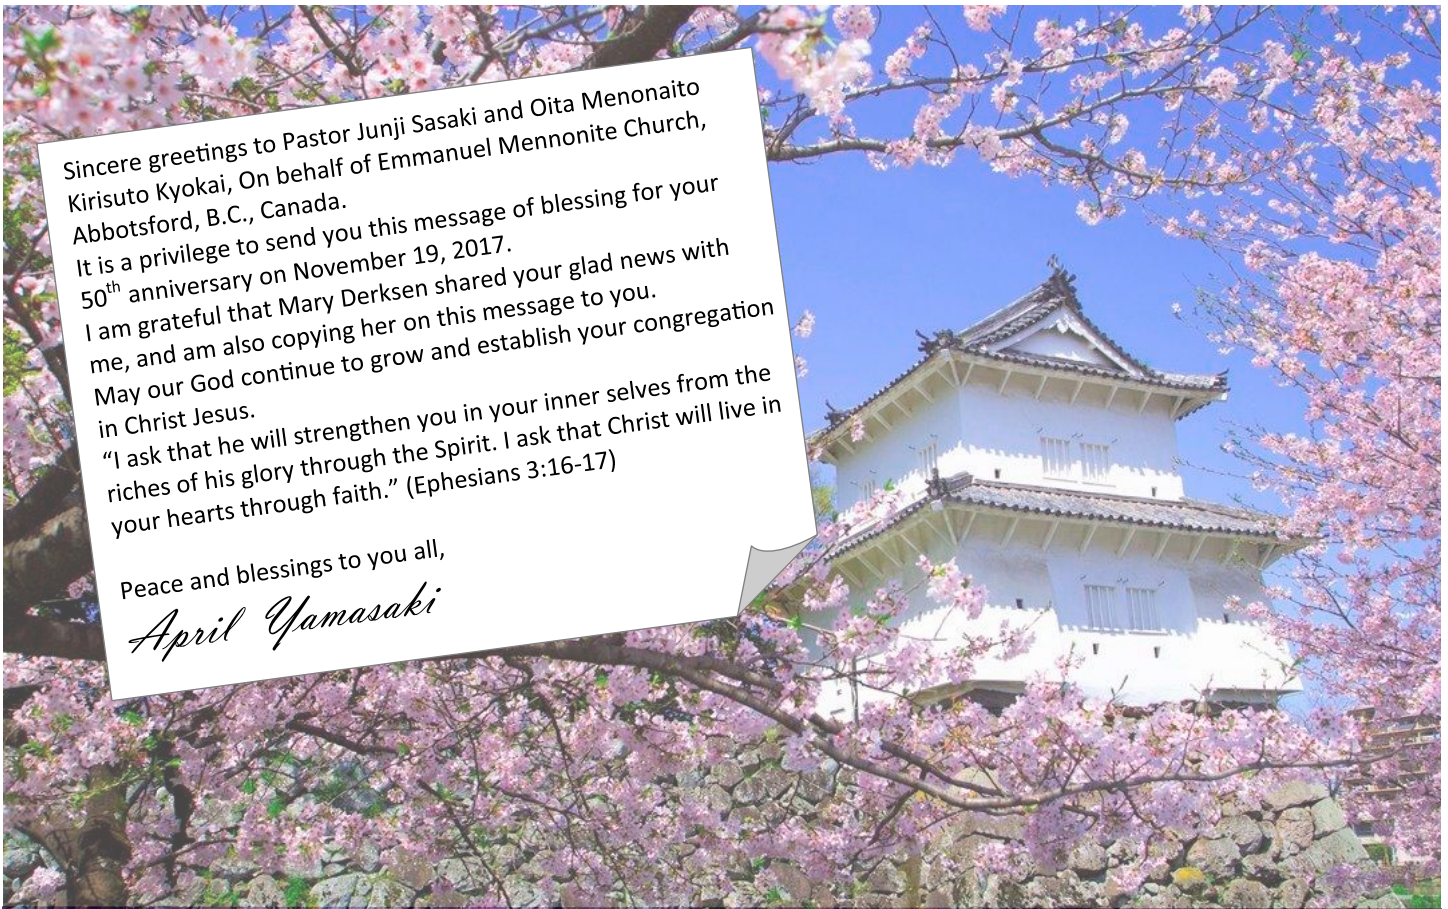 Sincere greetings to Pastor Junji Sasaki and Oita Menonaito
Kirisuto Kyokai, On behalf of Emmanuel Mennonite Church,
Abbotsford, B.C., Canada.
It is a privilege to send you this message of blessing for your
50th anniversary on November 19, 2017.
I am grateful that Mary Derksen shared your glad news with
me, and am also copying her on this message to you.
May our God continue to grow and establish your congregation
in Christ Jesus.
“I ask that he will strengthen you in your inner selves from the
riches of his glory through the Spirit. I ask that Christ will live in
your hearts through faith.” (Ephesians 3:16-17)
Peace and blessings to you all,
April Yamasaki